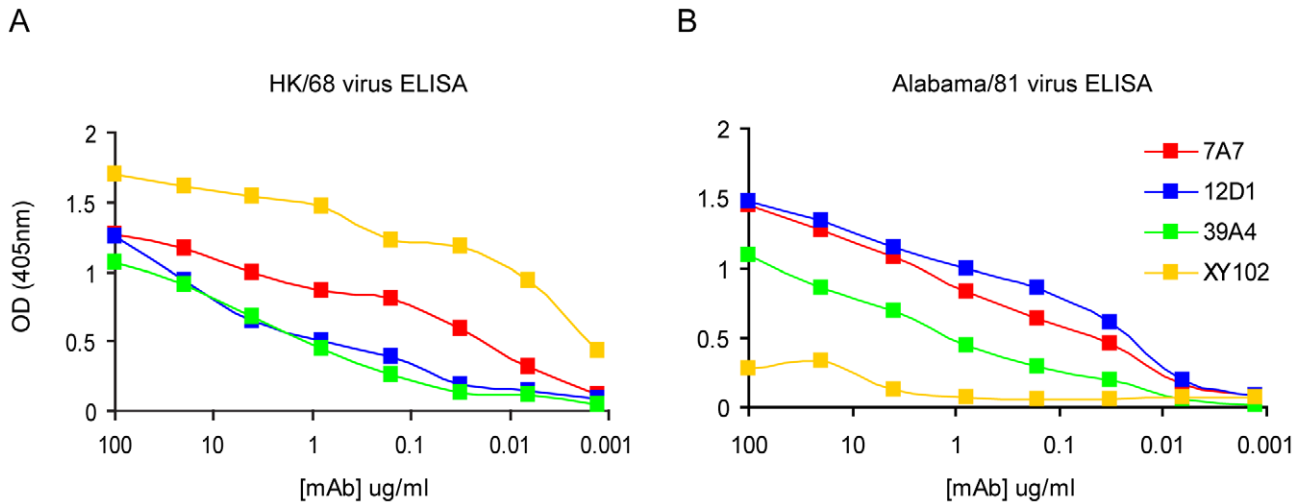 A
B
HK/68 virus ELISA
Alabama/81 virus ELISA
OD (405nm)
2
1.5
1
0.5
0
100
10
1
0.1
0.01
0.001
[mAb] ug/ml
2
1.5
1
0.5
0
100
10
1
0.1
0.01
0.001
[mAb] ug/ml
7A7
12D1
39A4
XY102